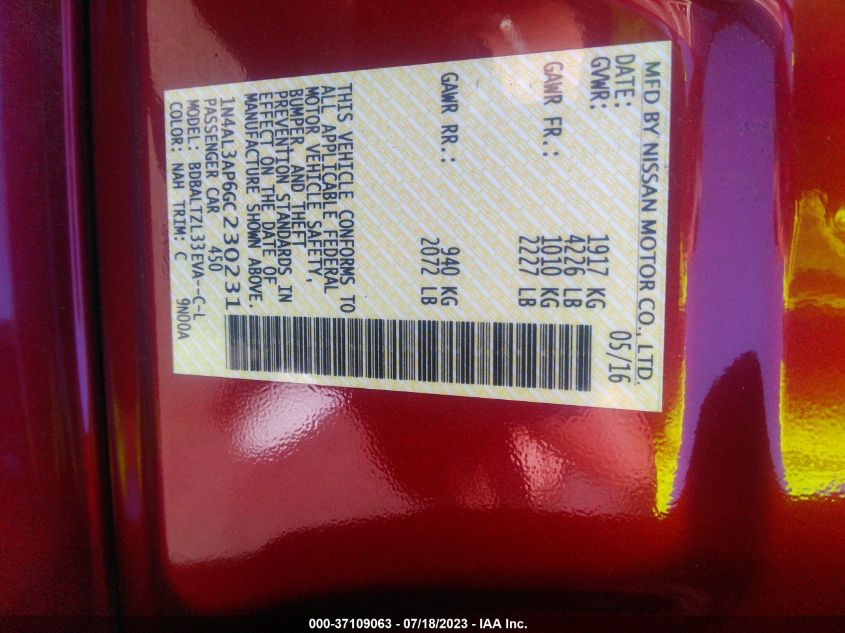 MFD BY NISSAN MOTOR CO., LTD.
DATE: 05/16
GVWR: 1917 KG
4226 LB
GAWR FR.: 1010 KG
2227 LB
GAWR RR.: 940 KG
2072 LB
THIS VEHICLE CONFORMS TO
ALL APPLICABLE FEDERAL
MOTOR VEHICLE SAFETY,
BUMPER, AND THEFT
PREVENTION STANDARDS IN
EFFECT ON THE DATE OF
MANUFACTURE SHOWN ABOVE.
1N4AL3AP6GC230231
PASSENGER CAR 450
MODEL: BDBALTZL33EVA--C-L
COLOR: NAH TRIM: C 9N00A
000-37109063 - 07/18/2023 - IAA Inc.